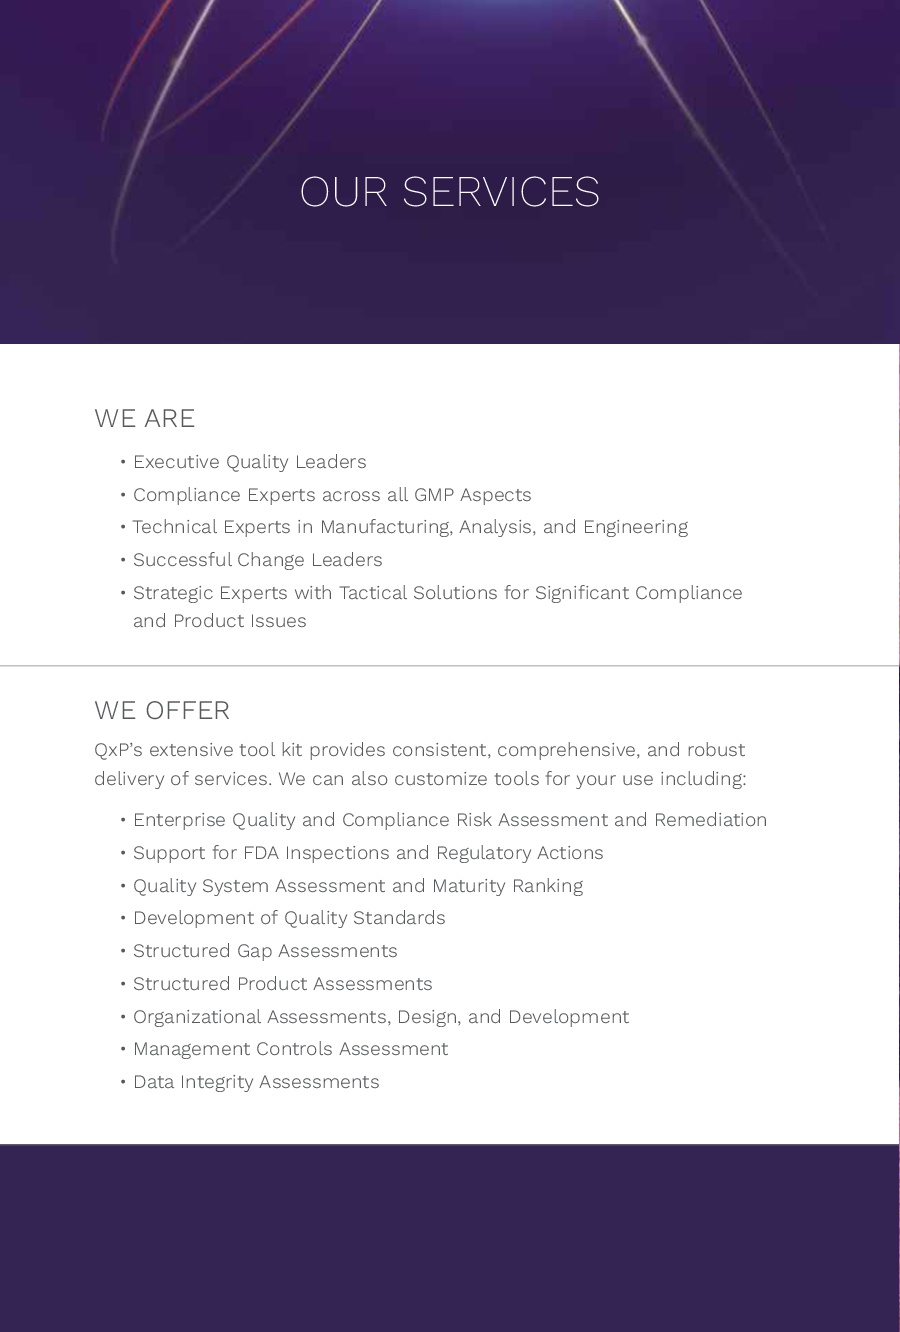 OUR SERVICES
WE ARE
• Executive Quality Leaders
• Compliance Experts across all GMP Aspects
• Technical Experts in Manufacturing, Analysis, and Engineering
• Successful Change Leaders
• Strategic Experts with Tactical Solutions for Significant Compliance
and Product Issues
WE OFFER
QxP’s extensive tool kit provides consistent, comprehensive, and robust
delivery of services. We can also customize tools for your use including:
• Enterprise Quality and Compliance Risk Assessment and Remediation
• Support for FDA Inspections and Regulatory Actions
• Quality System Assessment and Maturity Ranking
• Development of Quality Standards
• Structured Gap Assessments
• Structured Product Assessments
• Organizational Assessments, Design, and Development
• Management Controls Assessment
• Data Integrity Assessments